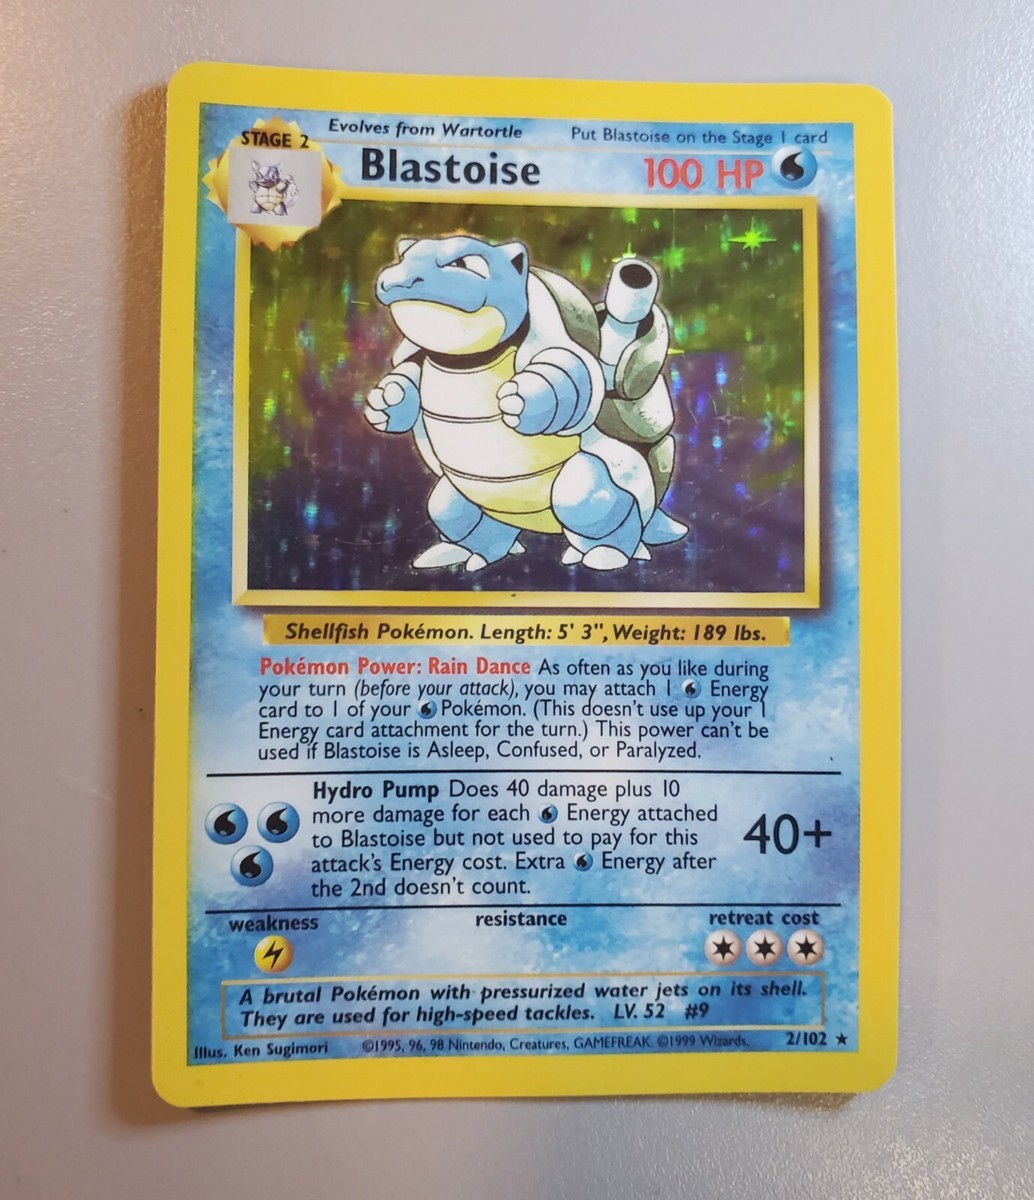 Evolves from Wartortle Put Blastoise on the Stage 1 card
STAGE 2
Blastoise 100 HP
Shellfish Pokémon. Length: 5' 3", Weight: 189 lbs.
Pokémon Power: Rain Dance As often as you like during
your turn (before your attack), you may attach 1 Energy
card to 1 of your Pokémon. (This doesn't use up your 1
Energy card attachment for the turn.) This power can't be
used if Blastoise is Asleep, Confused, or Paralyzed.
Hydro Pump Does 40 damage plus 10
more damage for each Energy attached
to Blastoise but not used to pay for this
attack's Energy cost. Extra Energy after
the 2nd doesn't count.
40+
weakness resistance retreat cost
A brutal Pokémon with pressurized water jets on its shell.
They are used for high-speed tackles. LV. 52 #9
Illus. Ken Sugimori ©1995, 96, 98 Nintendo, Creatures, GAMEFREAK. ©1999 Wizards. 2/102 ★